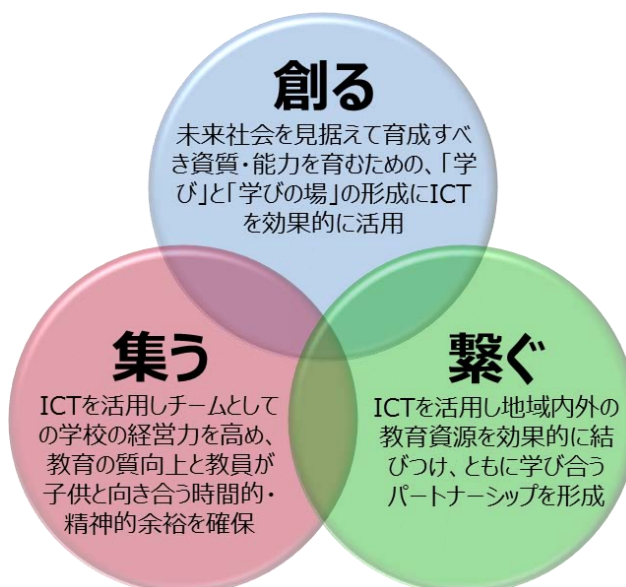 創る
未来社会を見据えて育成すべ
き資質・能力を育むための、「学
び」と「学びの場」の形成にICT
を効果的に活用
集う
ICTを活用しチームとして
の学校の経営力を高め、
教育の質向上と教員が
子供と向き合う時間的・
精神的余裕を確保
繋ぐ
ICTを活用し地域内外の
教育資源を効果的に結
びつけ、ともに学び合う
パートナーシップを形成